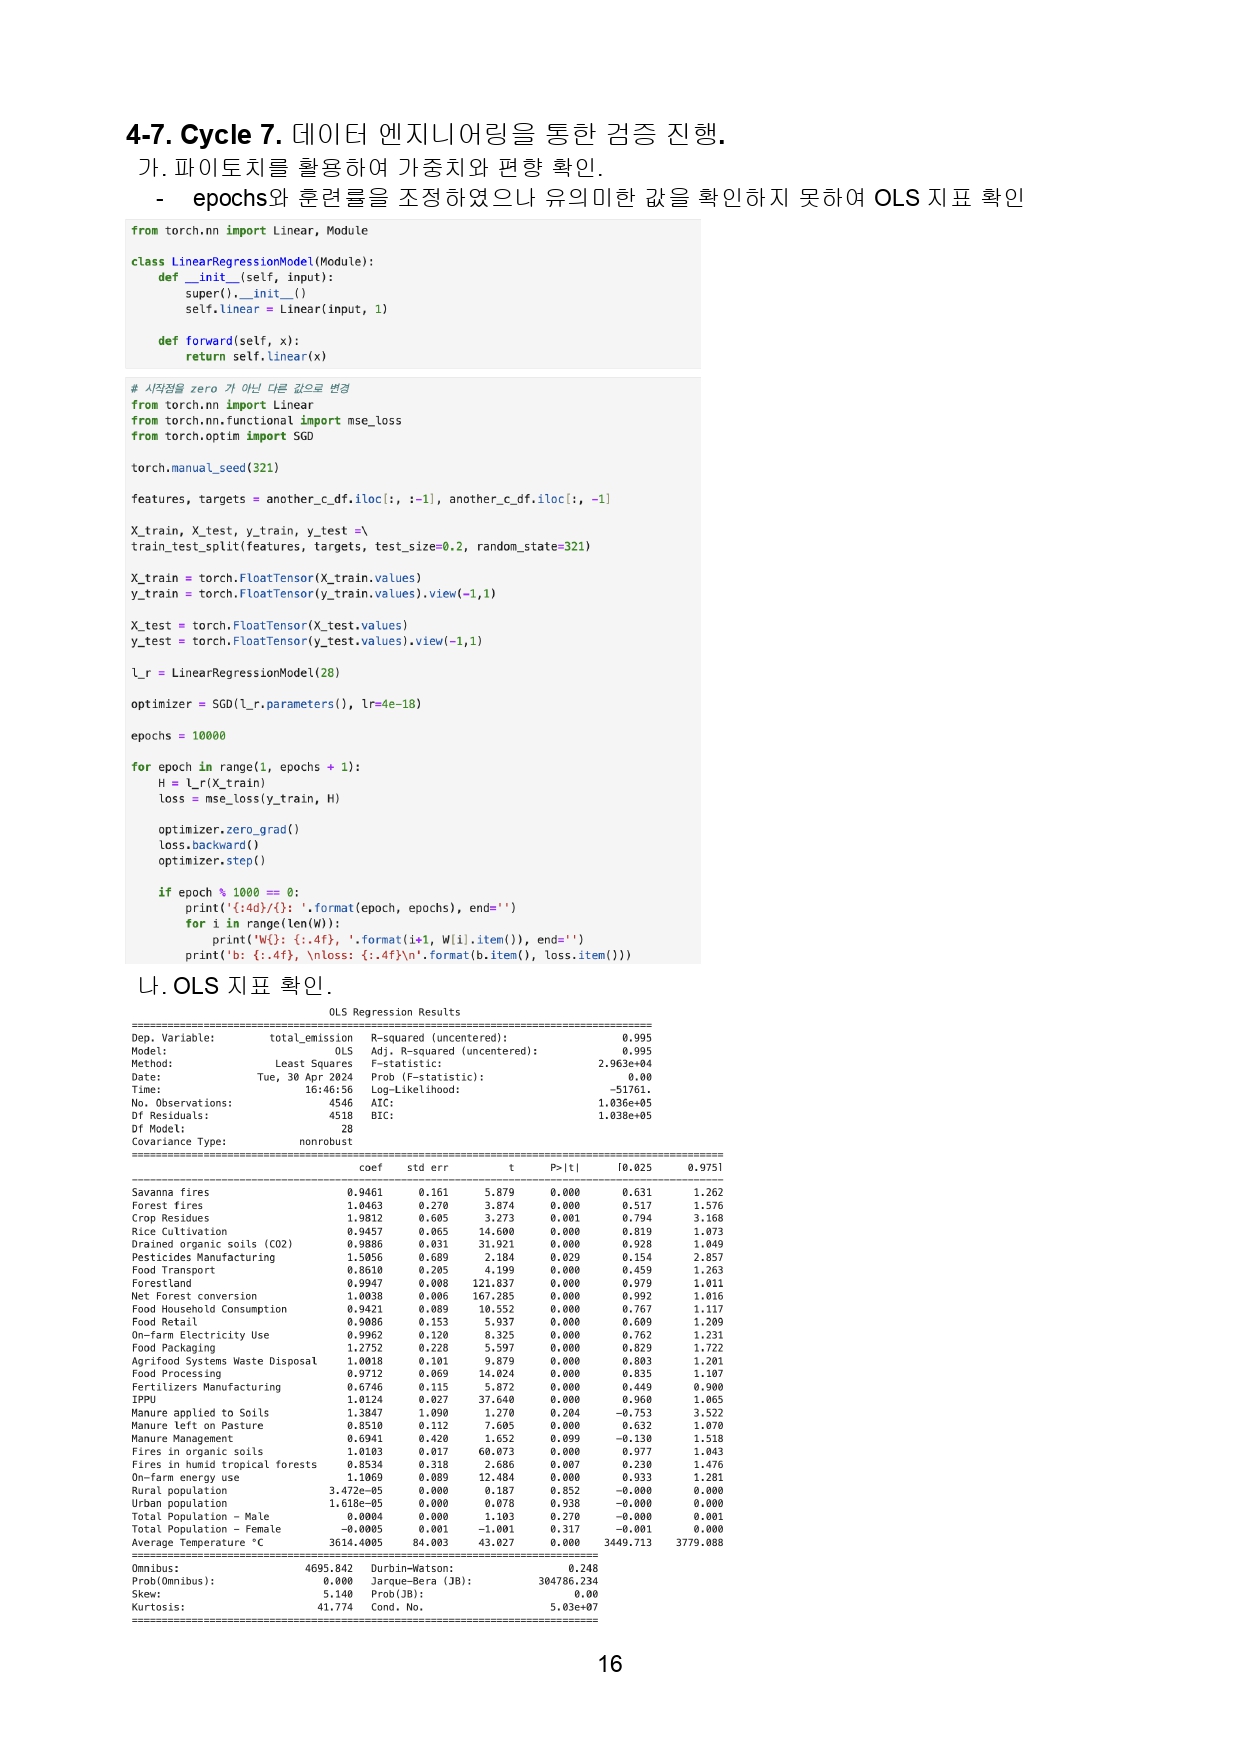 4-7. Cycle 7. 데이터 엔지니어링을 통한 검증 진행.
가. 파이토치를 활용하여 가중치와 편향 확인.
- epochs와 훈련률을 조정하였으나 유의미한 값을 확인하지 못하여 OLS 지표 확인
from torch.nn import Linear, Module
class LinearRegressionModel(Module):
    def __init__(self, input):
        super().__init__()
        self.linear = Linear(input, 1)
    def forward(self, x):
        return self.linear(x)
# 시작점을 zero 가 아닌 다른 값으로 변경
from torch.nn import Linear
from torch.nn.functional import mse_loss
from torch.optim import SGD
torch.manual_seed(321)
features, targets = another_c_df.iloc[:, :-1], another_c_df.iloc[:, -1]
X_train, X_test, y_train, y_test =\
train_test_split(features, targets, test_size=0.2, random_state=321)
X_train = torch.FloatTensor(X_train.values)
y_train = torch.FloatTensor(y_train.values).view(-1,1)
X_test = torch.FloatTensor(X_test.values)
y_test = torch.FloatTensor(y_test.values).view(-1,1)
l_r = LinearRegressionModel(28)
optimizer = SGD(l_r.parameters(), lr=4e-18)
epochs = 10000
for epoch in range(1, epochs + 1):
    H = l_r(X_train)
    loss = mse_loss(y_train, H)
    optimizer.zero_grad()
    loss.backward()
    optimizer.step()
    if epoch % 1000 == 0:
        print('{:4d}/{}: '.format(epoch, epochs), end='')
        for i in range(len(W)):
            print('W{}: {:.4f}, '.format(i+1, W[i].item()), end='')
        print('b: {:.4f}, \nloss: {:.4f}\n'.format(b.item(), loss.item()))
나. OLS 지표 확인.
OLS Regression Results
Dep. Variable: total_emission R-squared (uncentered): 0.995
Model: OLS Adj. R-squared (uncentered): 0.995
Method: Least Squares F-statistic: 2.963e+04
Date: Tue, 30 Apr 2024 Prob (F-statistic): 0.00
Time: 16:46:56 Log-Likelihood: -51761.
No. Observations: 4546 AIC: 1.036e+05
Df Residuals: 4518 BIC: 1.038e+05
Df Model: 28
Covariance Type: nonrobust
coef std err t P>|t| [0.025 0.975]
Savanna fires 0.9461 0.161 5.879 0.000 0.631 1.262
Forest fires 1.0463 0.270 3.874 0.000 0.517 1.576
Crop Residues 1.9812 0.605 3.273 0.001 0.794 3.168
Rice Cultivation 0.9457 0.065 14.600 0.000 0.819 1.073
Drained organic soils (CO2) 0.9886 0.031 31.921 0.000 0.928 1.049
Pesticides Manufacturing 1.5056 0.689 2.184 0.029 0.154 2.857
Food Transport 0.8610 0.205 4.199 0.000 0.459 1.263
Forestland 0.9947 0.008 121.837 0.000 0.979 1.011
Net Forest conversion 1.0038 0.006 167.285 0.000 0.992 1.016
Food Household Consumption 0.9421 0.089 10.552 0.000 0.767 1.117
Food Retail 0.9086 0.153 5.937 0.000 0.609 1.209
On-farm Electricity Use 0.9962 0.120 8.325 0.000 0.762 1.231
Food Packaging 1.2752 0.228 5.597 0.000 0.829 1.722
Agrifood Systems Waste Disposal 1.0018 0.101 9.879 0.000 0.803 1.201
Food Processing 0.9712 0.069 14.024 0.000 0.835 1.107
Fertilizers Manufacturing 0.6746 0.115 5.872 0.000 0.449 0.900
IPPU 1.0124 0.027 37.640 0.000 0.960 1.065
Manure applied to Soils 1.3847 1.090 1.270 0.204 -0.753 3.522
Manure left on Pasture 0.8510 0.112 7.605 0.000 0.632 1.070
Manure Management 0.6941 0.420 1.652 0.099 -0.130 1.518
Fires in organic soils 1.0103 0.017 60.073 0.000 0.977 1.043
Fires in humid tropical forests 0.8534 0.318 2.686 0.007 0.230 1.476
On-farm energy use 1.1069 0.089 12.484 0.000 0.933 1.281
Rural population 3.472e-05 0.000 0.187 0.852 -0.000 0.000
Urban population 1.618e-05 0.000 0.078 0.938 -0.000 0.000
Total Population - Male 0.0004 0.000 1.103 0.270 -0.000 0.001
Total Population - Female -0.0005 0.001 -1.001 0.317 -0.001 0.000
Average Temperature °C 3614.4005 84.003 43.027 0.000 3449.713 3779.088
Omnibus: 4695.842 Durbin-Watson: 0.248
Prob(Omnibus): 0.000 Jarque-Bera (JB): 304786.234
Skew: 5.140 Prob(JB): 0.00
Kurtosis: 41.774 Cond. No. 5.03e+07
16